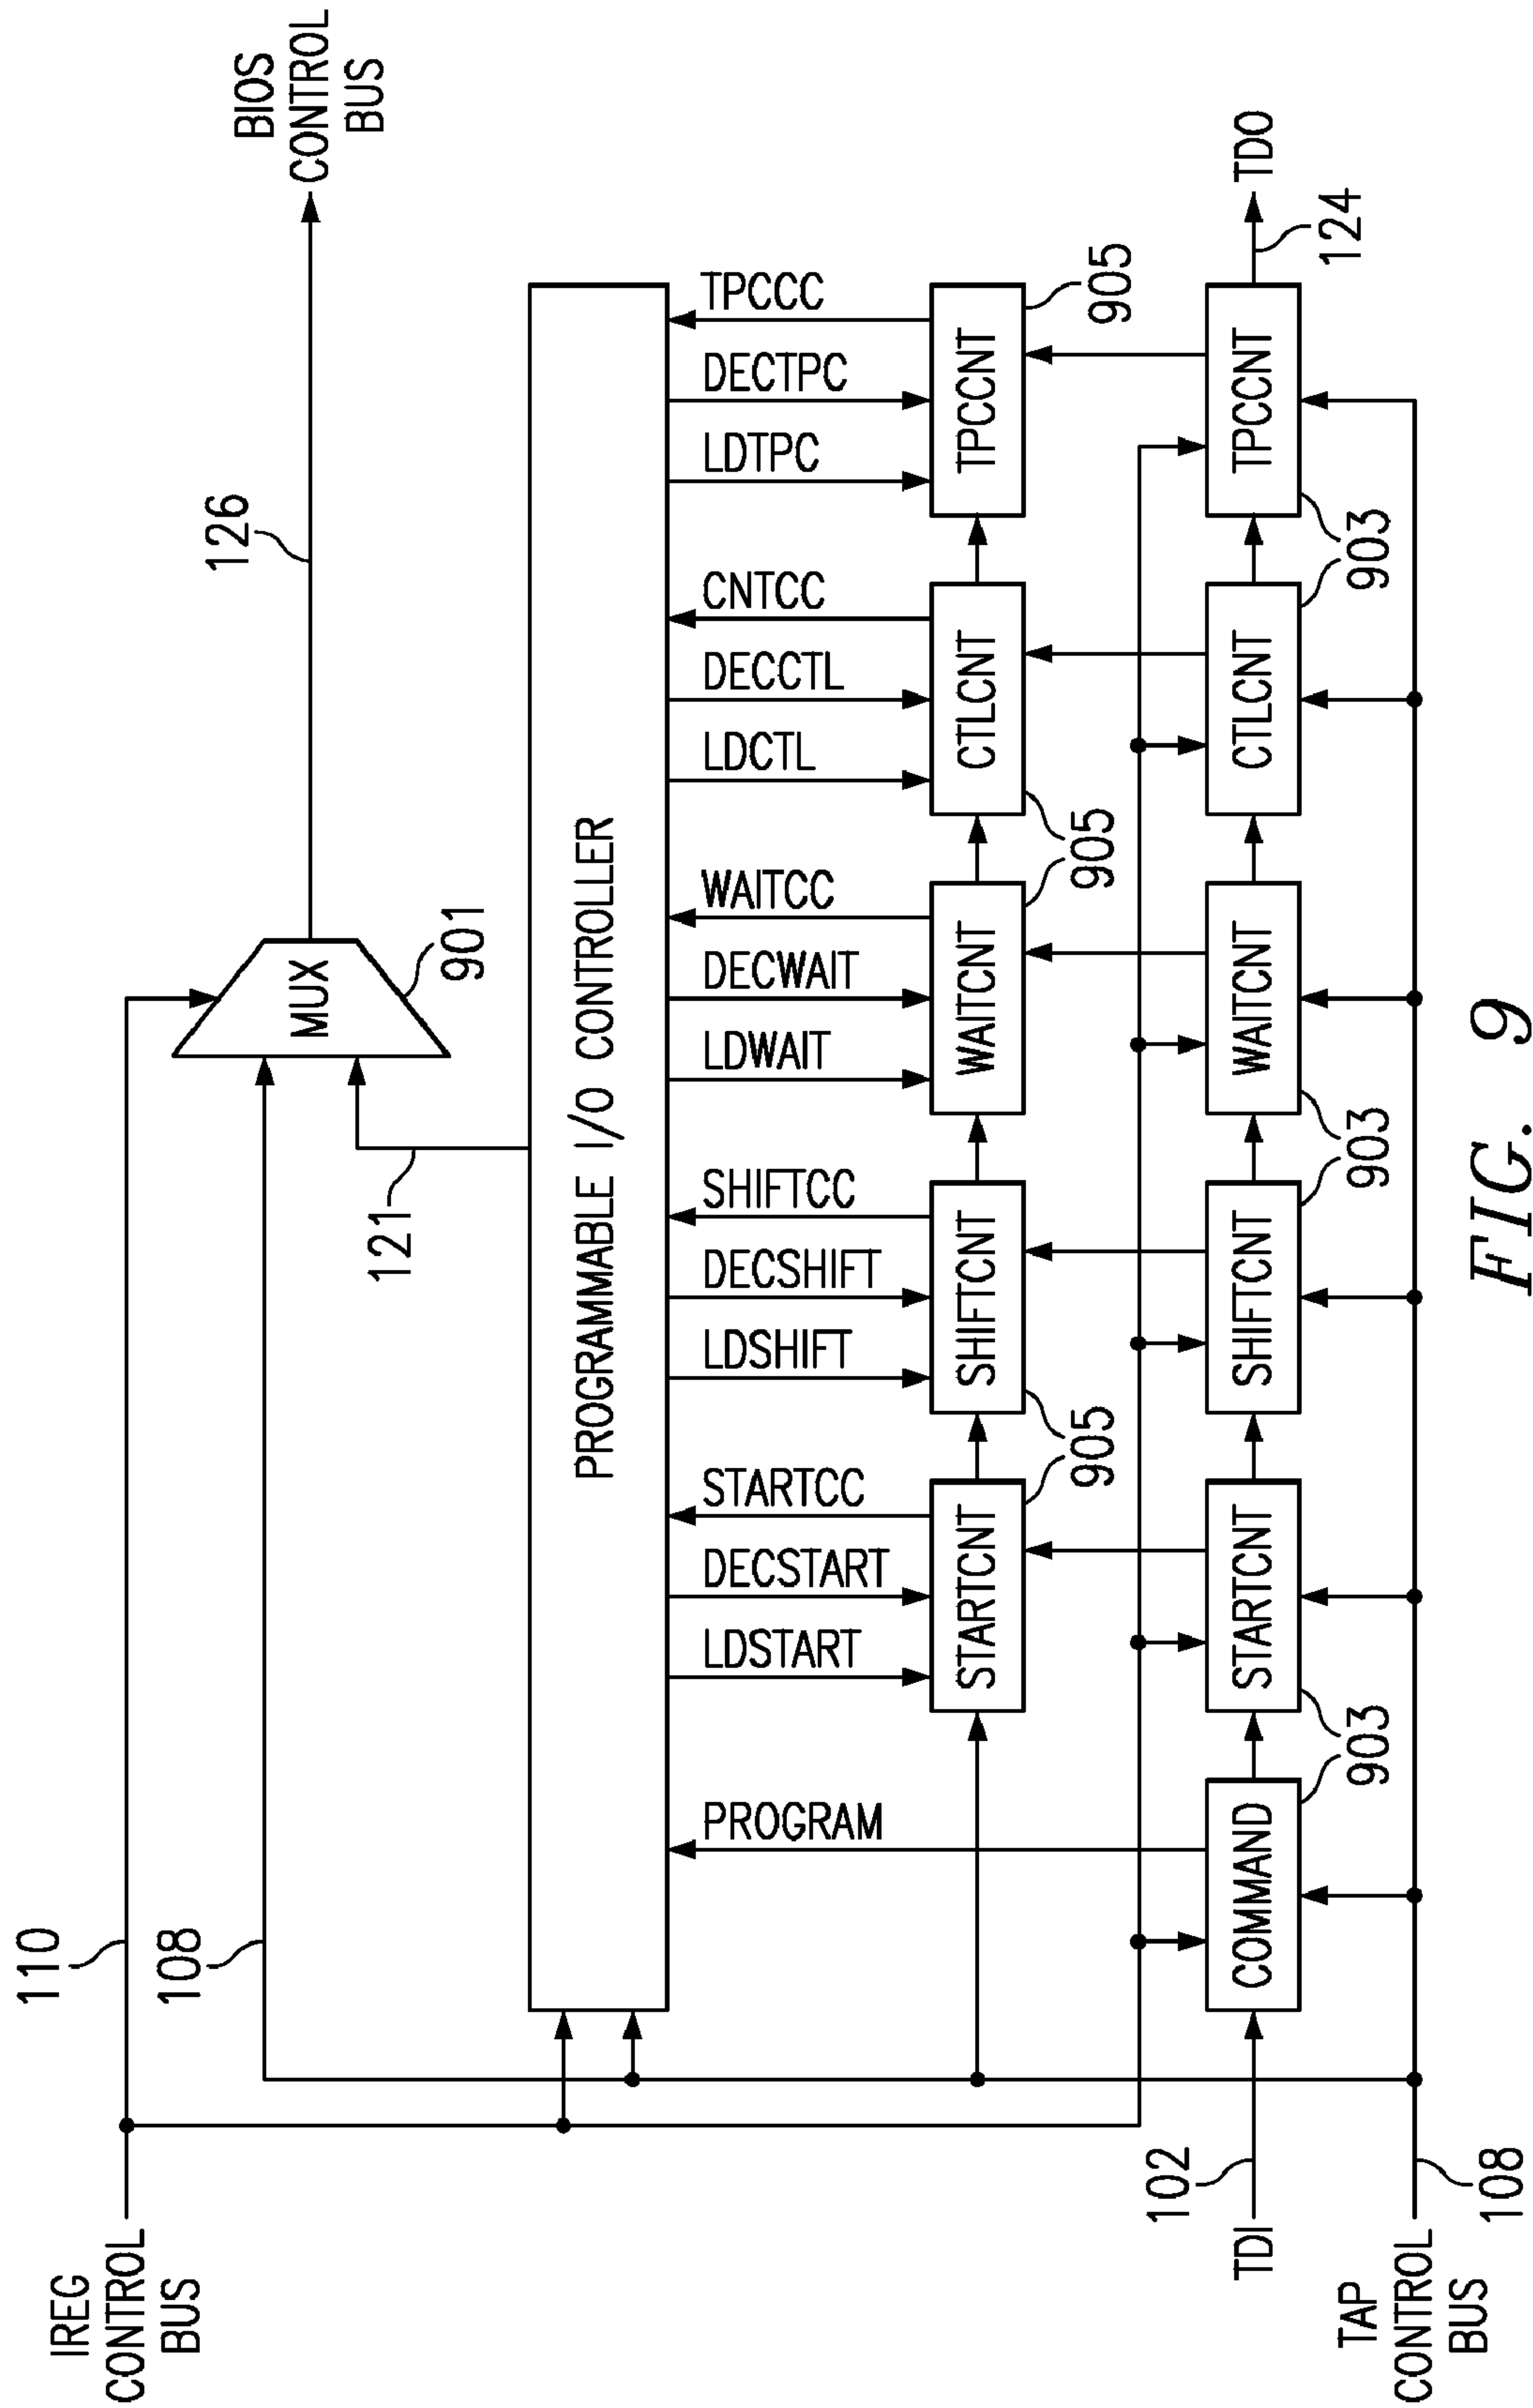 IREG
CONTROL
BUS
110
108
MUX
901
121
126
BIOS
CONTROL
BUS
PROGRAMMABLE I/O CONTROLLER
PROGRAM
LDSTART
DECSTART
STARTCC
LDSHIFT
DECSHIFT
SHIFTCC
LDWAIT
DECWAIT
WAITCC
LDCTL
DECCTL
CNTCC
LDTPC
DECTPC
TPCCC
STARTCNT
SHIFTCNT
WAITCNT
CTLCNT
TPCCNT
905
905
905
905
TDI
102
COMMAND
STARTCNT
SHIFTCNT
WAITCNT
CTLCNT
TPCCNT
124
TDO
903
903
903
903
TAP
CONTROL
BUS
108
FIG. 9